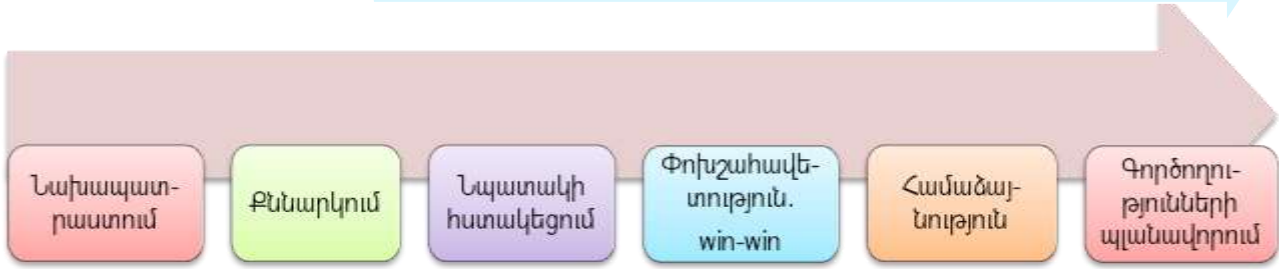 Նախապատ-
րաստում
Քննարկում
Նպատակի
հստակեցում
Փոխշահավե-
տություն.
win-win
Համաձայ-
նություն
Գործողու-
թյունների
պլանավորում